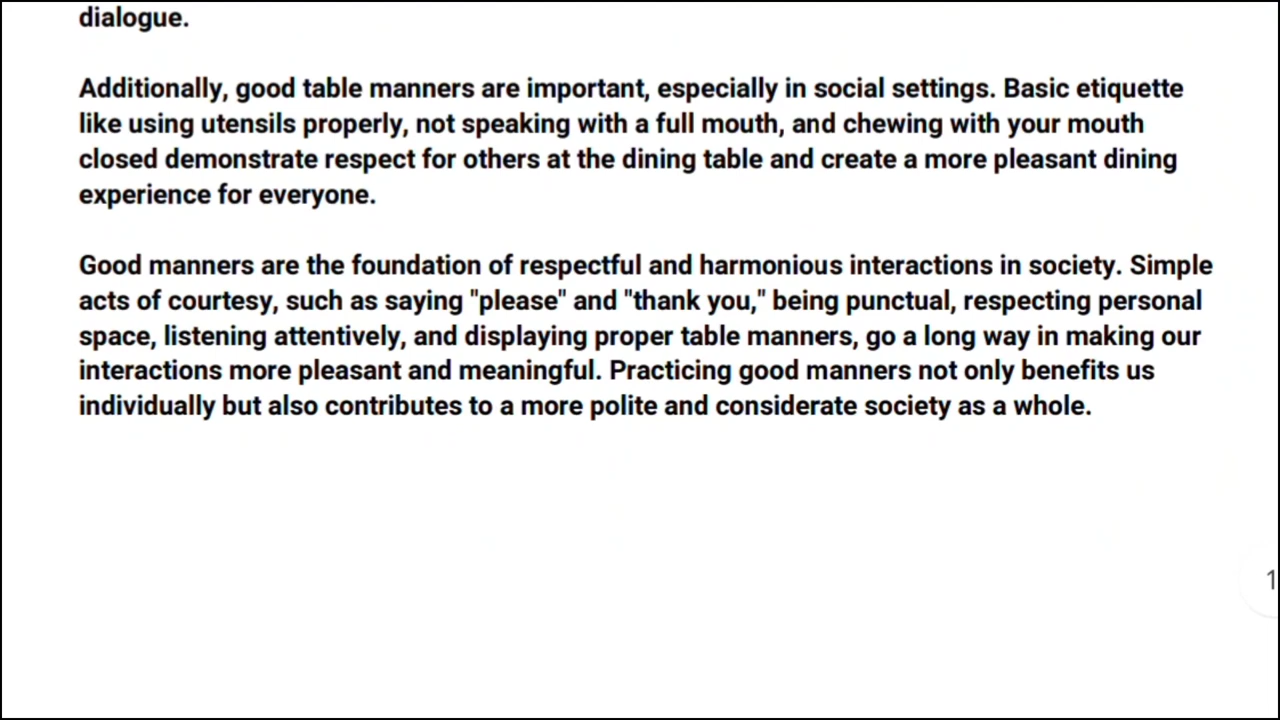 dialogue.
Additionally, good table manners are important, especially in social settings. Basic etiquette
like using utensils properly, not speaking with a full mouth, and chewing with your mouth
closed demonstrate respect for others at the dining table and create a more pleasant dining
experience for everyone.
Good manners are the foundation of respectful and harmonious interactions in society. Simple
acts of courtesy, such as saying "please" and "thank you," being punctual, respecting personal
space, listening attentively, and displaying proper table manners, go a long way in making our
interactions more pleasant and meaningful. Practicing good manners not only benefits us
individually but also contributes to a more polite and considerate society as a whole.
1